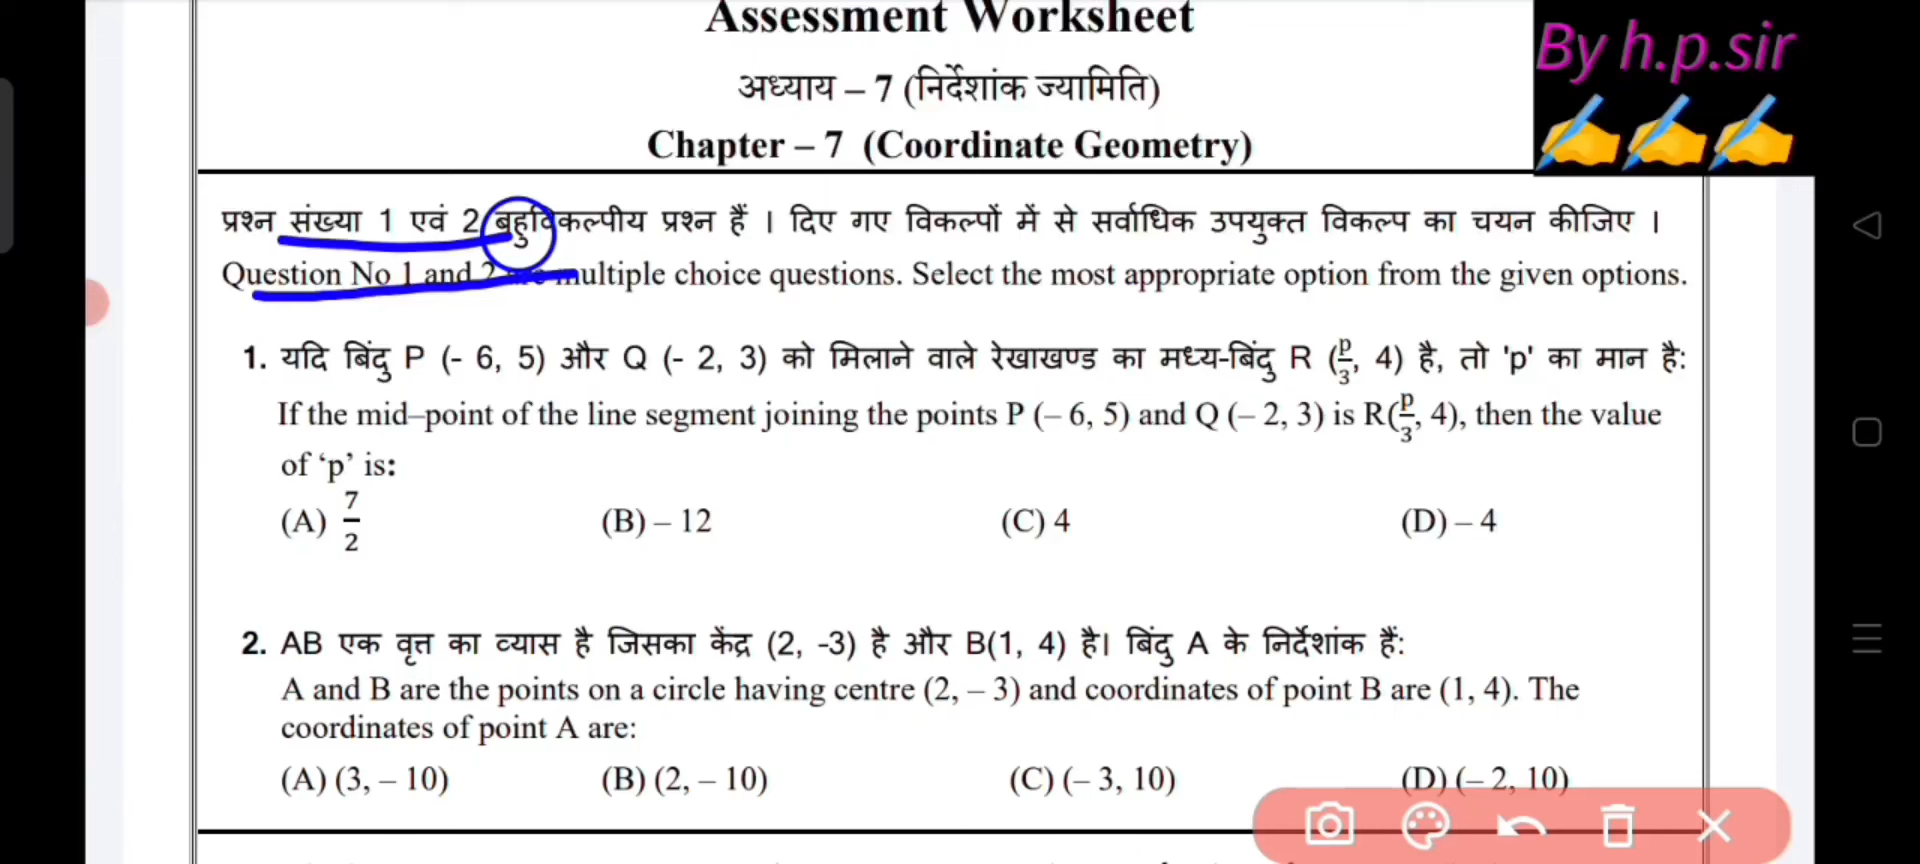 Assessment Worksheet
By h.p.sir
अध्याय – 7 (निर्देशांक ज्यामिति)
Chapter – 7 (Coordinate Geometry)
प्रश्न संख्या 1 एवं 2 बहुविकल्पीय प्रश्न हैं । दिए गए विकल्पों में से सर्वाधिक उपयुक्त विकल्प का चयन कीजिए ।
Question No 1 and 2 are multiple choice questions. Select the most appropriate option from the given options.
1. यदि बिंदु P (- 6, 5) और Q (- 2, 3) को मिलाने वाले रेखाखण्ड का मध्य-बिंदु R (p/3, 4) है, तो 'p' का मान है:
If the mid–point of the line segment joining the points P (– 6, 5) and Q (– 2, 3) is R(p/3, 4), then the value
of ‘p’ is:
(A) 7/2 (B) – 12 (C) 4 (D) – 4
2. AB एक वृत्त का व्यास है जिसका केंद्र (2, -3) है और B(1, 4) है। बिंदु A के निर्देशांक हैं:
A and B are the points on a circle having centre (2, – 3) and coordinates of point B are (1, 4). The
coordinates of point A are:
(A) (3, – 10) (B) (2, – 10) (C) (– 3, 10) (D) (– 2, 10)